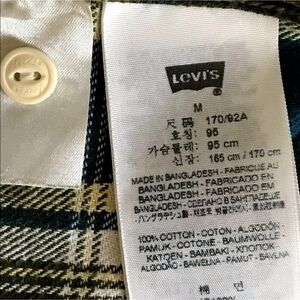 LEVI'S
M
尺 码 170/92A
호칭: 95
가슴둘레: 95 cm
신장: 165 cm / 170 cm
MADE IN BANGLADESH - FABRIQUÉ AU
BANGLADESH - FABRICADO EN
BANGLADESH - FABRICADO EM
BANGLADESH - СДЕЛАНО В БАНГЛАДЕШ
100% COTTON - COTON - ALGODÓN -
PAMUK - COTONE - BAUMWOLLE -
KATOEN - BAMBAKI - ХЛОПОК -
ALGODÃO - BAWEŁNA - PAMUT -
棉 면